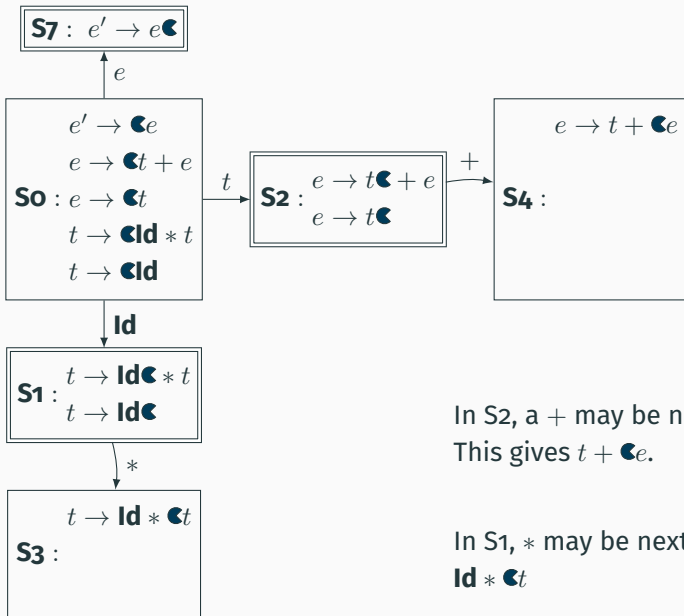 S7 : e′ → e
e
e′ → e
e → t + e
S0 : e → t
t → Id * t
t → Id
t
S2 : e → t + e
e → t
+
S4 : e → t + e
Id
S1 : t → Id * t
t → Id
*
S3 : t → Id * t
In S2, a + may be n
This gives t + e.
In S1, * may be next
Id * t